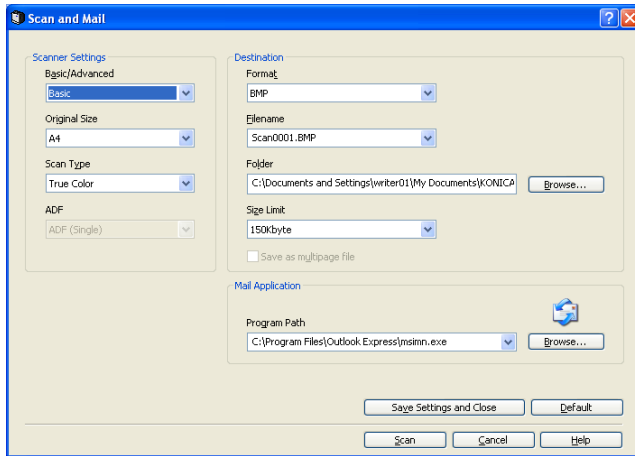 Scan and Mail
Scanner Settings
Basic/Advanced
Basic
Original Size
A4
Scan Type
True Color
ADF
ADF (Single)
Destination
Format
BMP
Filename
Scan0001.BMP
Folder
C:\Documents and Settings\writer01\My Documents\KONICA
Browse...
Size Limit
150Kbyte
Save as multipage file
Mail Application
Program Path
C:\Program Files\Outlook Express\msimn.exe
Browse...
Save Settings and Close
Default
Scan
Cancel
Help